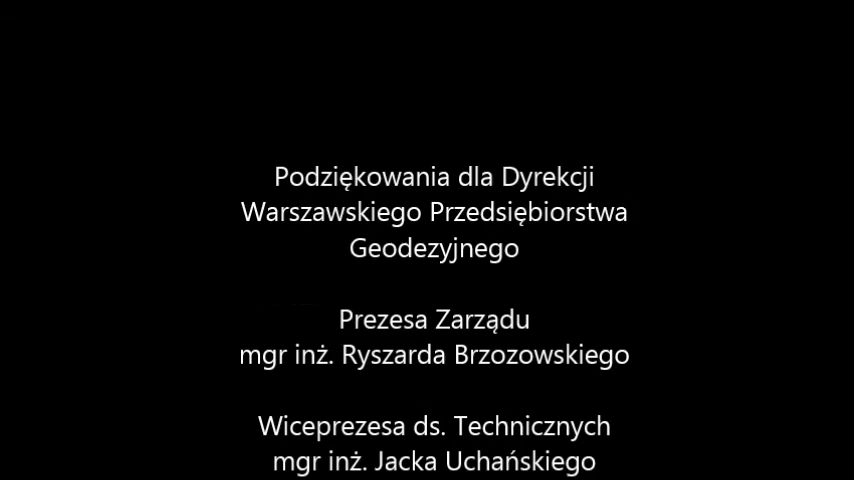 Podziękowania dla Dyrekcji
Warszawskiego Przedsiębiorstwa
Geodezyjnego
Prezesa Zarządu
mgr inż. Ryszarda Brzozowskiego
Wiceprezesa ds. Technicznych
mgr inż. Jacka Uchańskiego